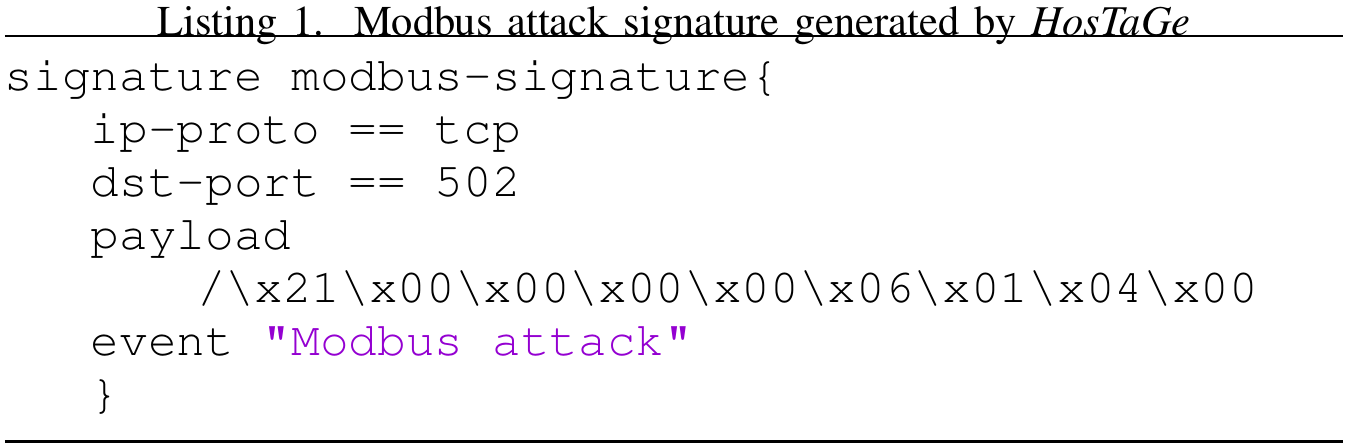 Listing 1. Modbus attack signature generated by HosTaGe
signature modbus-signature{
ip-proto == tcp
dst-port == 502
payload
/\x21\x00\x00\x00\x00\x06\x01\x04\x00
event "Modbus attack"
}